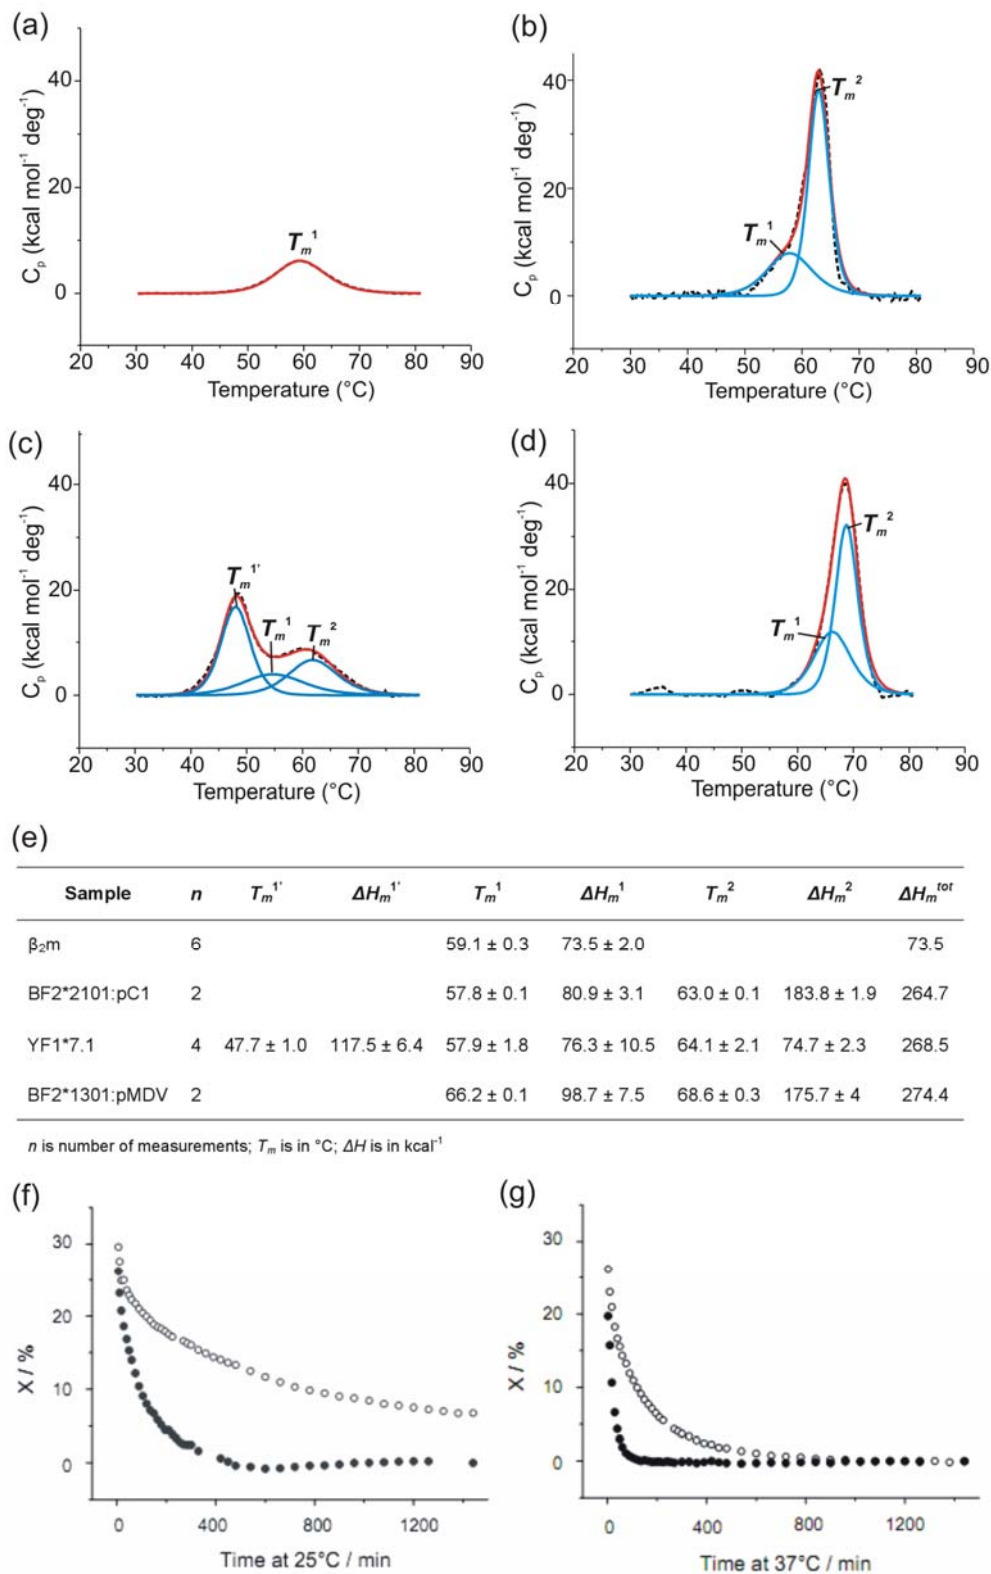 (a)
40
20
0
Cp (kcal mol⁻¹ deg⁻¹)
Tm¹
20 30 40 50 60 70 80 90
Temperature (°C)
(b)
40
20
0
Cp (kcal mol⁻¹ deg⁻¹)
Tm²
Tm¹
20 30 40 50 60 70 80 90
Temperature (°C)
(c)
40
20
0
Cp (kcal mol⁻¹ deg⁻¹)
Tm¹'
Tm¹
Tm²
20 30 40 50 60 70 80 90
Temperature (°C)
(d)
40
20
0
Cp (kcal mol⁻¹ deg⁻¹)
Tm²
Tm¹
20 30 40 50 60 70 80 90
Temperature (°C)
(e)
Sample n Tm¹' ΔHm¹' Tm¹ ΔHm¹ Tm² ΔHm² ΔHmtot
β₂m 6 59.1 ± 0.3 73.5 ± 2.0 73.5
BF2*2101:pC1 2 57.8 ± 0.1 80.9 ± 3.1 63.0 ± 0.1 183.8 ± 1.9 264.7
YF1*7.1 4 47.7 ± 1.0 117.5 ± 6.4 57.9 ± 1.8 76.3 ± 10.5 64.1 ± 2.1 74.7 ± 2.3 268.5
BF2*1301:pMDV 2 66.2 ± 0.1 98.7 ± 7.5 68.6 ± 0.3 175.7 ± 4 274.4
n is number of measurements; Tm is in °C; ΔH is in kcal⁻¹
(f)
30
20
10
0
X / %
0 400 800 1200
Time at 25°C / min
(g)
30
20
10
0
X / %
0 400 800 1200
Time at 37°C / min